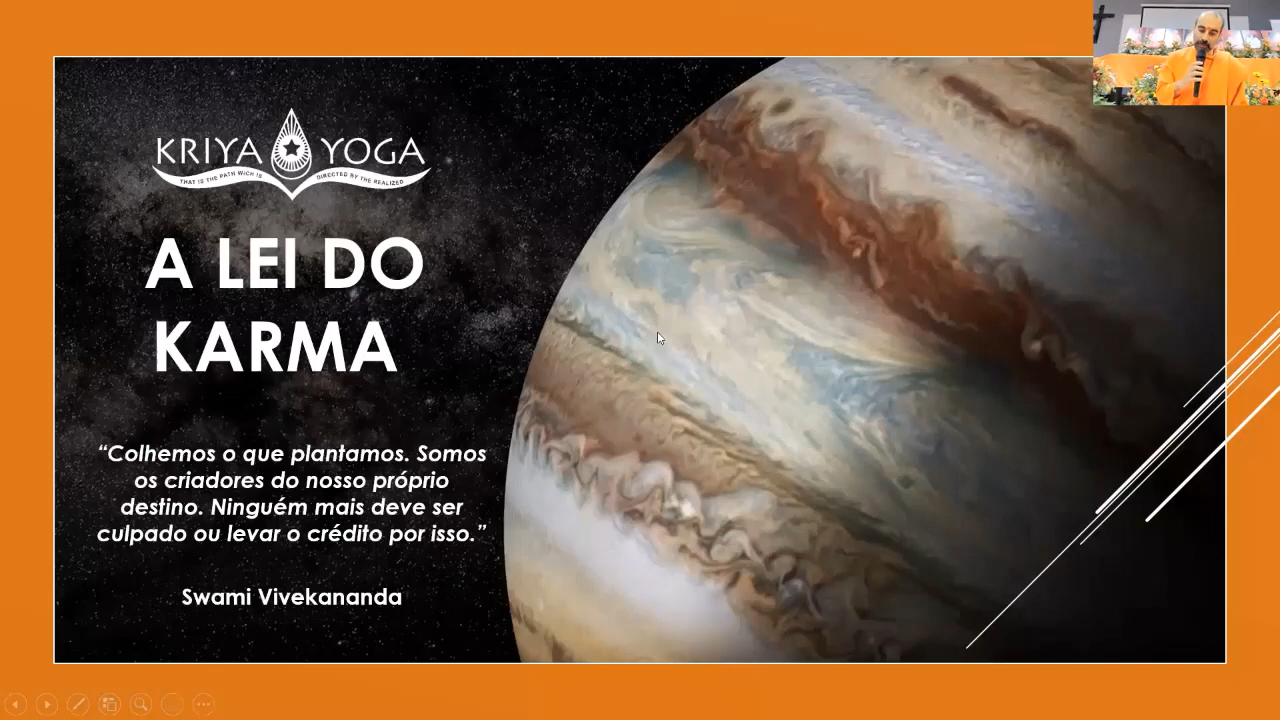 KRIYA YOGA
THAT IS THE PATH WICH IS DIRECTED BY THE REALIZED
A LEI DO
KARMA
“Colhemos o que plantamos. Somos
os criadores do nosso próprio
destino. Ninguém mais deve ser
culpado ou levar o crédito por isso.”
Swami Vivekananda